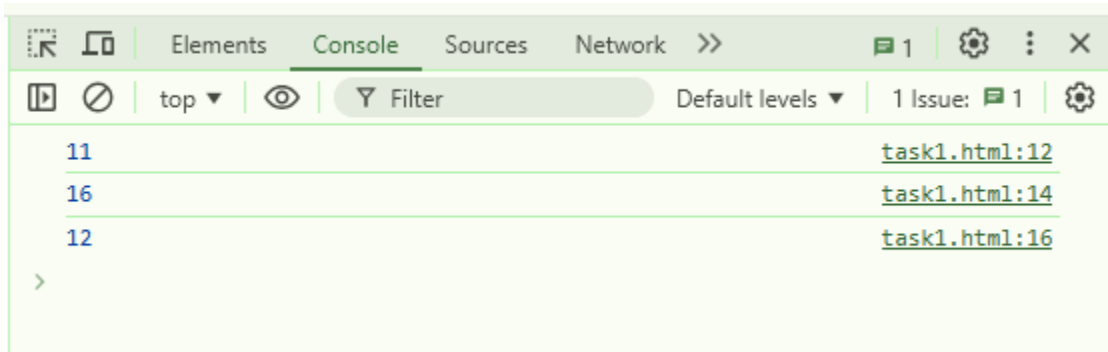 Elements Console Sources Network >> 1
top ▼ Filter Default levels ▼ 1 Issue: 1
11 task1.html:12
16 task1.html:14
12 task1.html:16
>